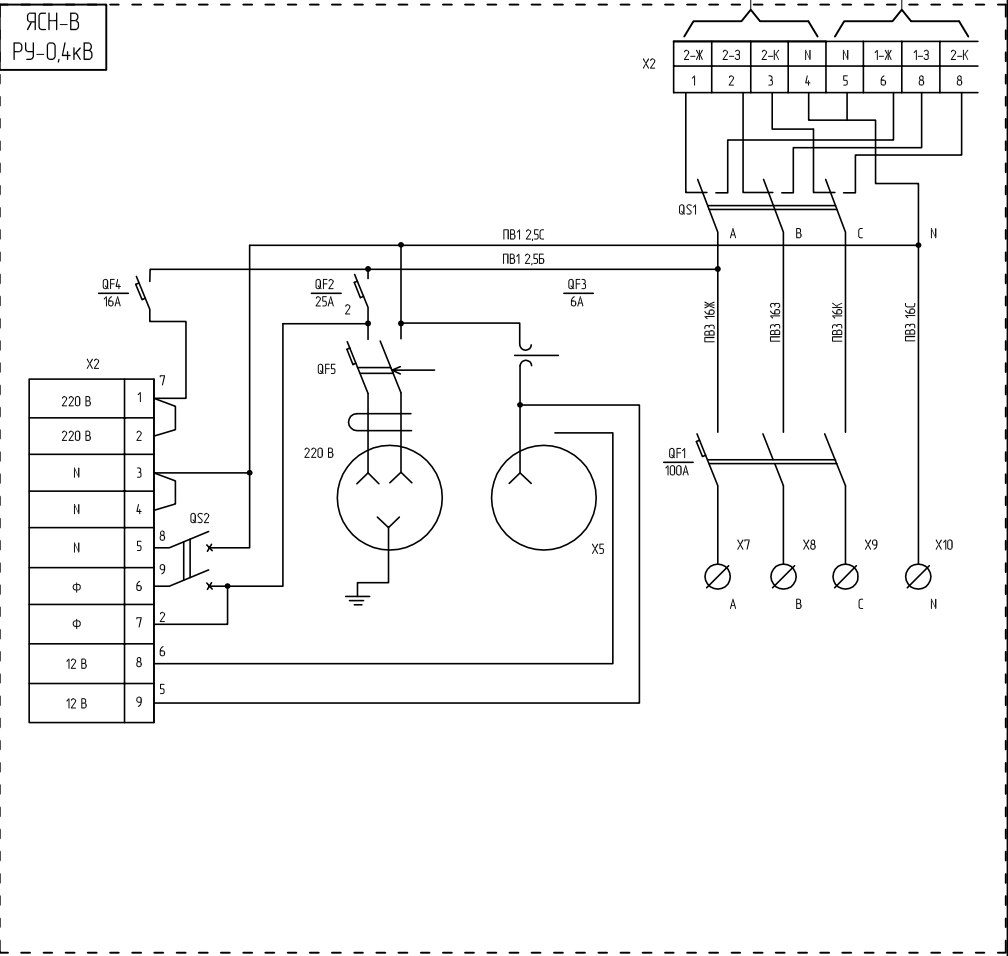 ЯСН-В
РУ-0,4кВ
X2
2-Ж 2-З 2-К N N 1-Ж 1-З 2-К
1 2 3 4 5 6 8 8
QS1
A B C N
ПВ1 2,5С
ПВ1 2,5Б
QF4
16А
QF2
25А
2
QF3
6А
ПВ3 16Ж
ПВ3 16З
ПВ3 16К
ПВ3 16С
QF5
X2
220 В 1 7
220 В 2
N 3
N 4
N 5 8
Ф 6 9
Ф 7 2
12 В 8 6
12 В 9 5
QS2
220 В
X5
QF1
100А
X7 X8 X9 X10
A B C N